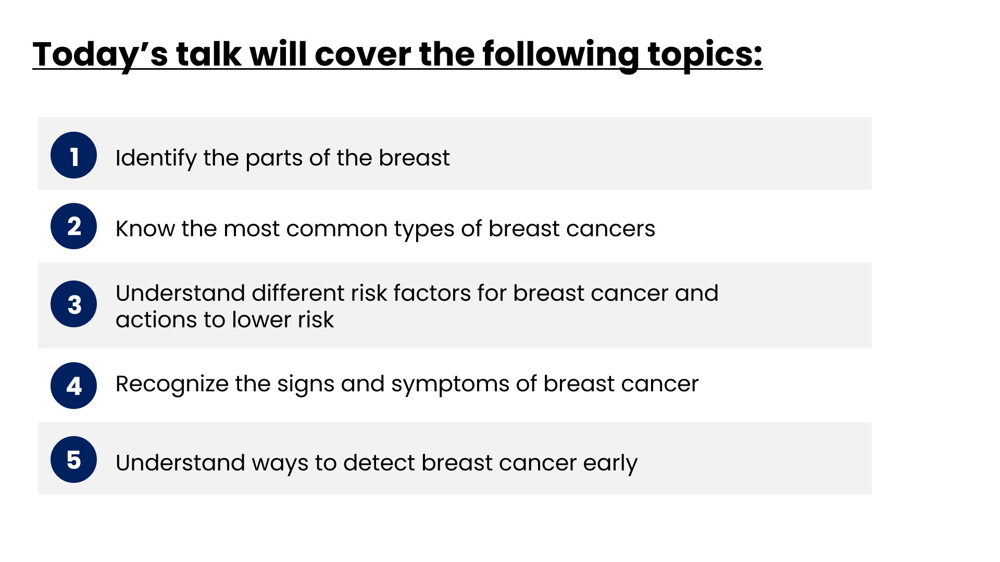 Today’s talk will cover the following topics:
1 Identify the parts of the breast
2 Know the most common types of breast cancers
3 Understand different risk factors for breast cancer and
actions to lower risk
4 Recognize the signs and symptoms of breast cancer
5 Understand ways to detect breast cancer early